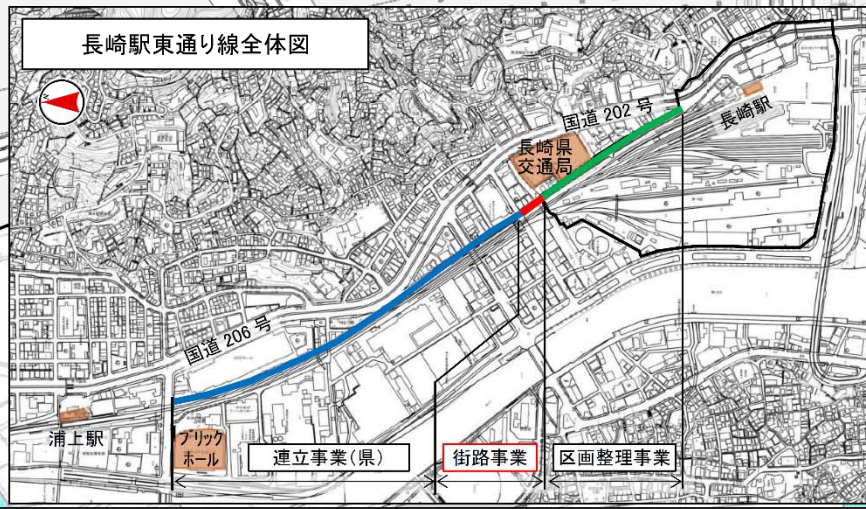 長崎駅東通り線全体図
国道 202 号
長崎駅
長崎県
交通局
国道 206 号
浦上駅
ブリック
ホール
連立事業(県)
街路事業
区画整理事業